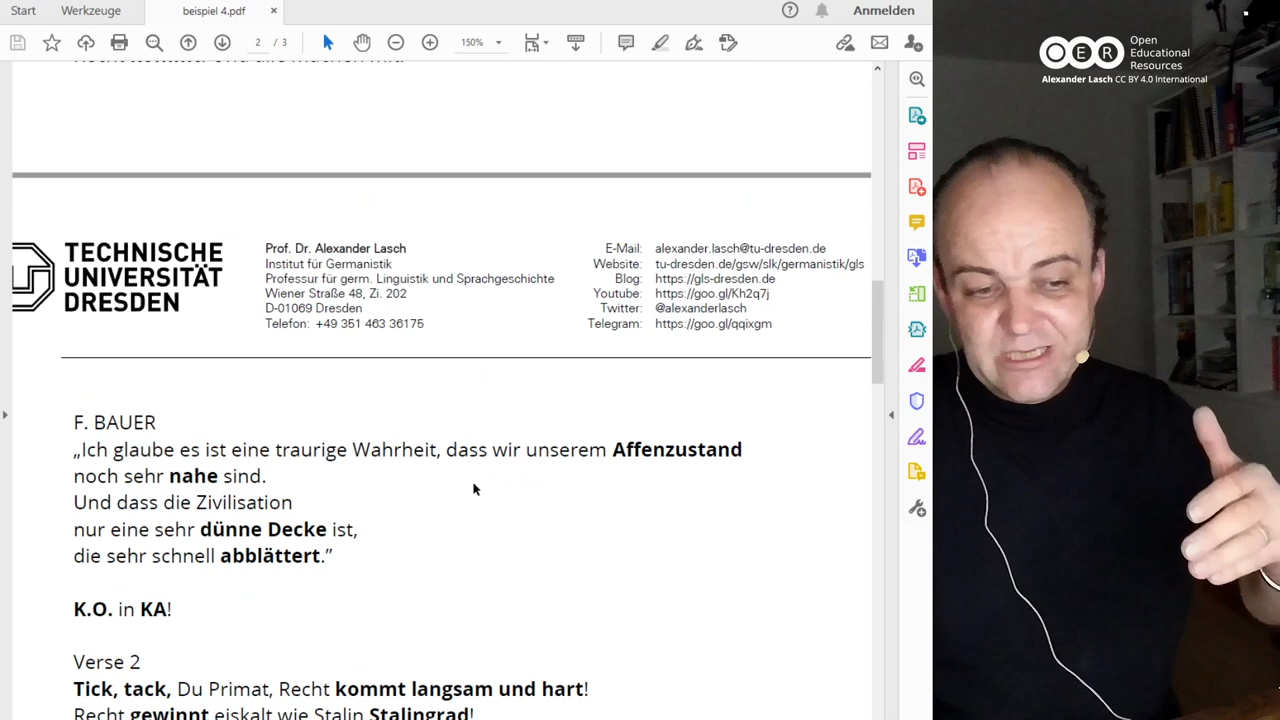 Start Werkzeuge beispiel 4.pdf × Anmelden
2 / 3 150%
OER Open
Educational
Resources
Alexander Lasch CC BY 4.0 International
TECHNISCHE
UNIVERSITÄT
DRESDEN
Prof. Dr. Alexander Lasch
Institut für Germanistik
Professur für germ. Linguistik und Sprachgeschichte
Wiener Straße 48, Zi. 202
D-01069 Dresden
Telefon: +49 351 463 36175
E-Mail: alexander.lasch@tu-dresden.de
Website: tu-dresden.de/gsw/slk/germanistik/gls
Blog: https://gls-dresden.de
Youtube: https://goo.gl/Kh2q7j
Twitter: @alexanderlasch
Telegram: https://goo.gl/qqixgm
F. BAUER
„Ich glaube es ist eine traurige Wahrheit, dass wir unserem Affenzustand
noch sehr nahe sind.
Und dass die Zivilisation
nur eine sehr dünne Decke ist,
die sehr schnell abblättert.”
K.O. in KA!
Verse 2
Tick, tack, Du Primat, Recht kommt langsam und hart!
Recht gewinnt eiskalt wie Stalin Stalingrad!